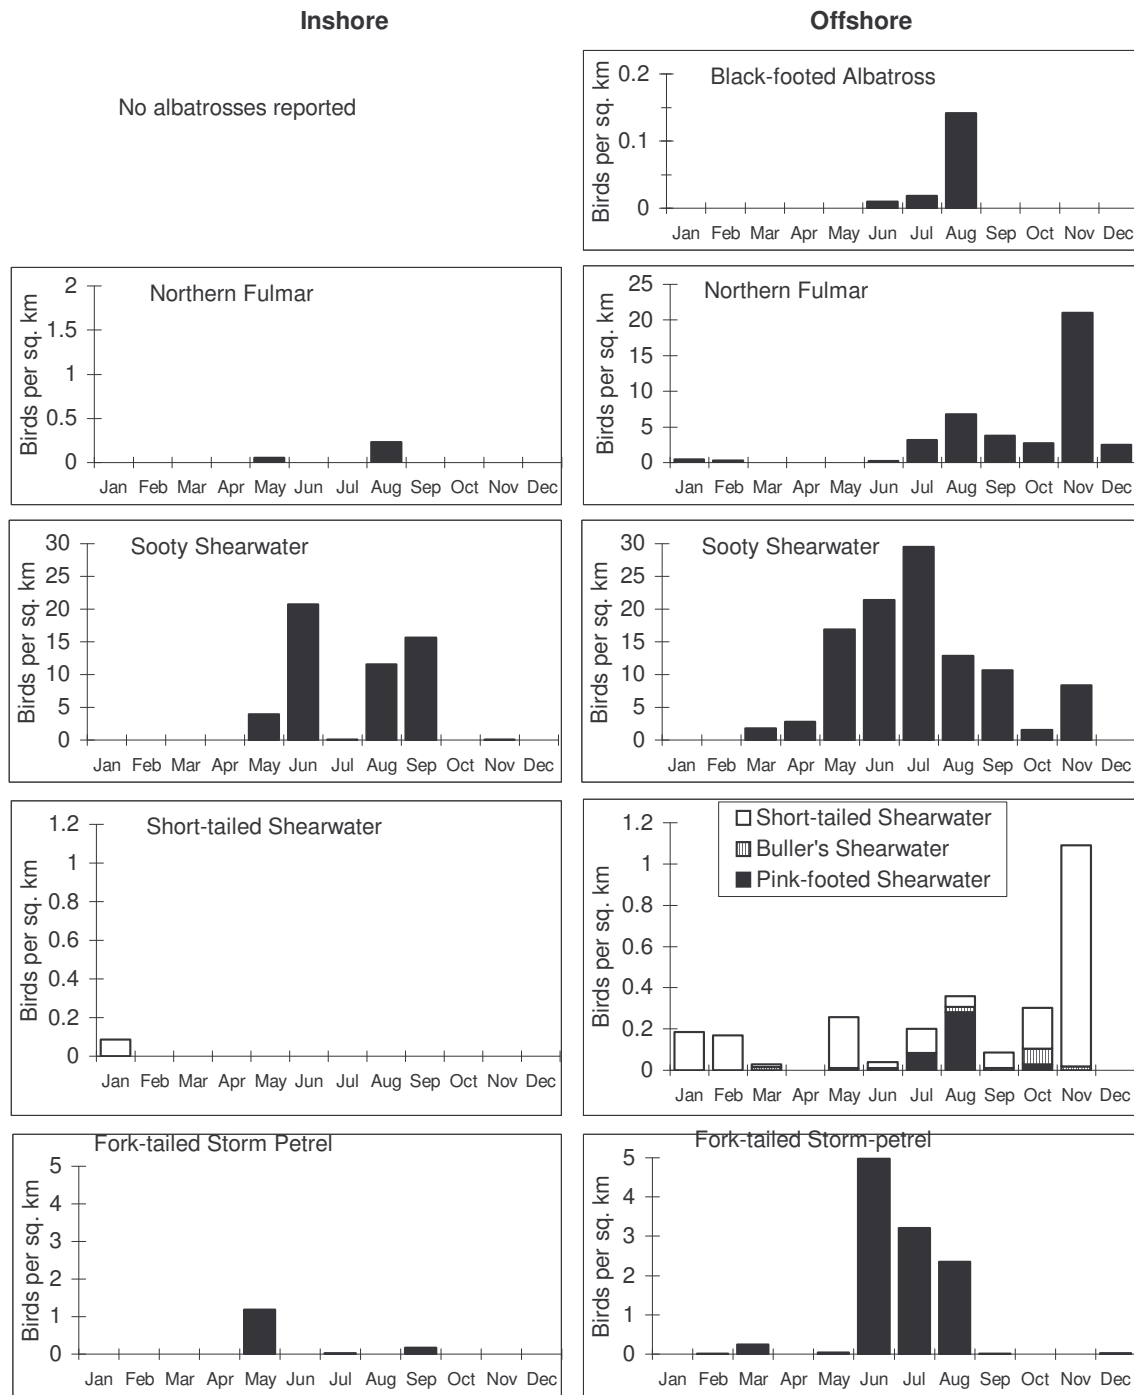 Inshore
Offshore
No albatrosses reported
Black-footed Albatross
Birds per sq. km
0.2
0.1
0
Jan Feb Mar Apr May Jun Jul Aug Sep Oct Nov Dec
Northern Fulmar
Birds per sq. km
2
1.5
1
0.5
0
Jan Feb Mar Apr May Jun Jul Aug Sep Oct Nov Dec
Northern Fulmar
Birds per sq. km
25
20
15
10
5
0
Jan Feb Mar Apr May Jun Jul Aug Sep Oct Nov Dec
Sooty Shearwater
Birds per sq. km
30
25
20
15
10
5
0
Jan Feb Mar Apr May Jun Jul Aug Sep Oct Nov Dec
Sooty Shearwater
Birds per sq. km
30
25
20
15
10
5
0
Jan Feb Mar Apr May Jun Jul Aug Sep Oct Nov Dec
Short-tailed Shearwater
Birds per sq. km
1.2
1
0.8
0.6
0.4
0.2
0
Jan Feb Mar Apr May Jun Jul Aug Sep Oct Nov Dec
Short-tailed Shearwater
Buller's Shearwater
Pink-footed Shearwater
Birds per sq. km
1.2
1
0.8
0.6
0.4
0.2
0
Jan Feb Mar Apr May Jun Jul Aug Sep Oct Nov Dec
Fork-tailed Storm Petrel
Birds per sq. km
5
4
3
2
1
0
Jan Feb Mar Apr May Jun Jul Aug Sep Oct Nov Dec
Fork-tailed Storm-petrel
Birds per sq. km
5
4
3
2
1
0
Jan Feb Mar Apr May Jun Jul Aug Sep Oct Nov Dec